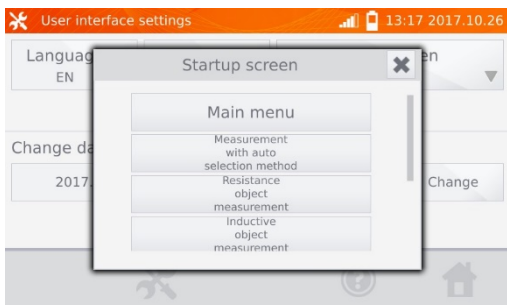 User interface settings
13:17 2017.10.26
Languag
en
EN
Startup screen
Main menu
Measurement
with auto
selection method
Resistance
object
measurement
Inductive
object
measurement
Change da
2017.
Change